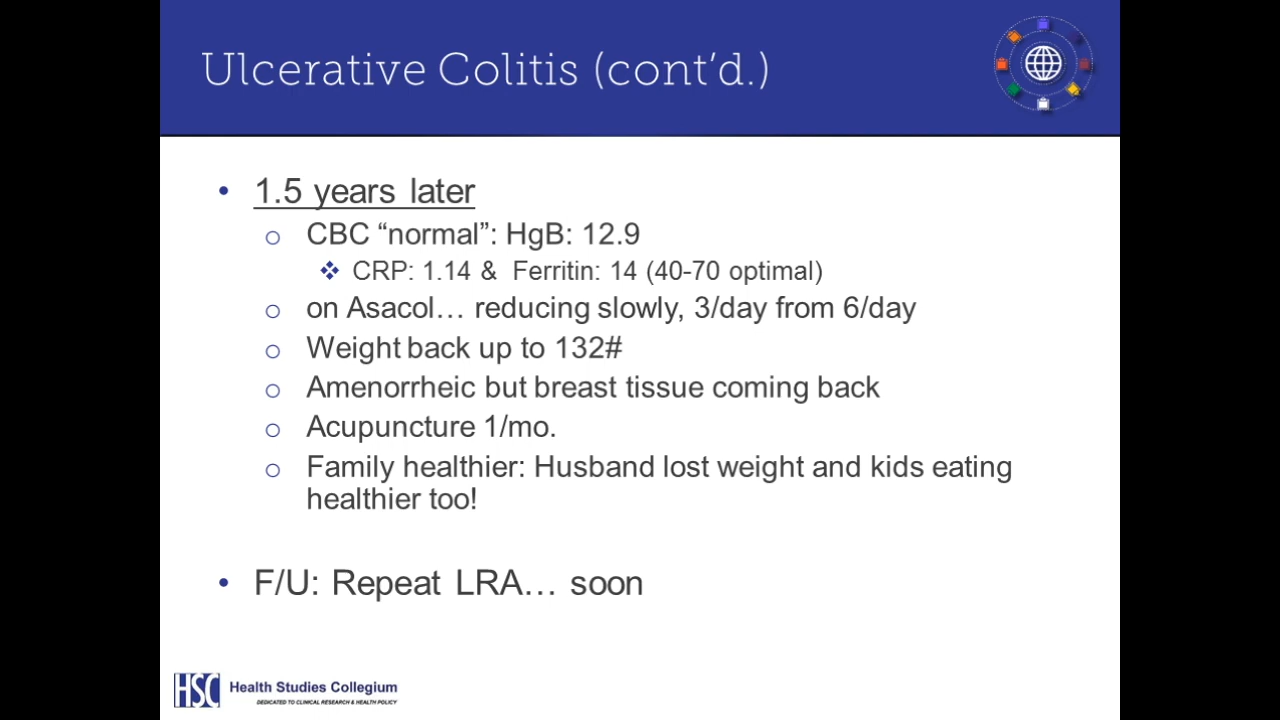 Ulcerative Colitis (cont'd.)
• 1.5 years later
o CBC “normal”: HgB: 12.9
❖ CRP: 1.14 & Ferritin: 14 (40-70 optimal)
o on Asacol… reducing slowly, 3/day from 6/day
o Weight back up to 132#
o Amenorrheic but breast tissue coming back
o Acupuncture 1/mo.
o Family healthier: Husband lost weight and kids eating
healthier too!
• F/U: Repeat LRA… soon
HSC Health Studies Collegium
DEDICATED TO CLINICAL RESEARCH & HEALTH POLICY